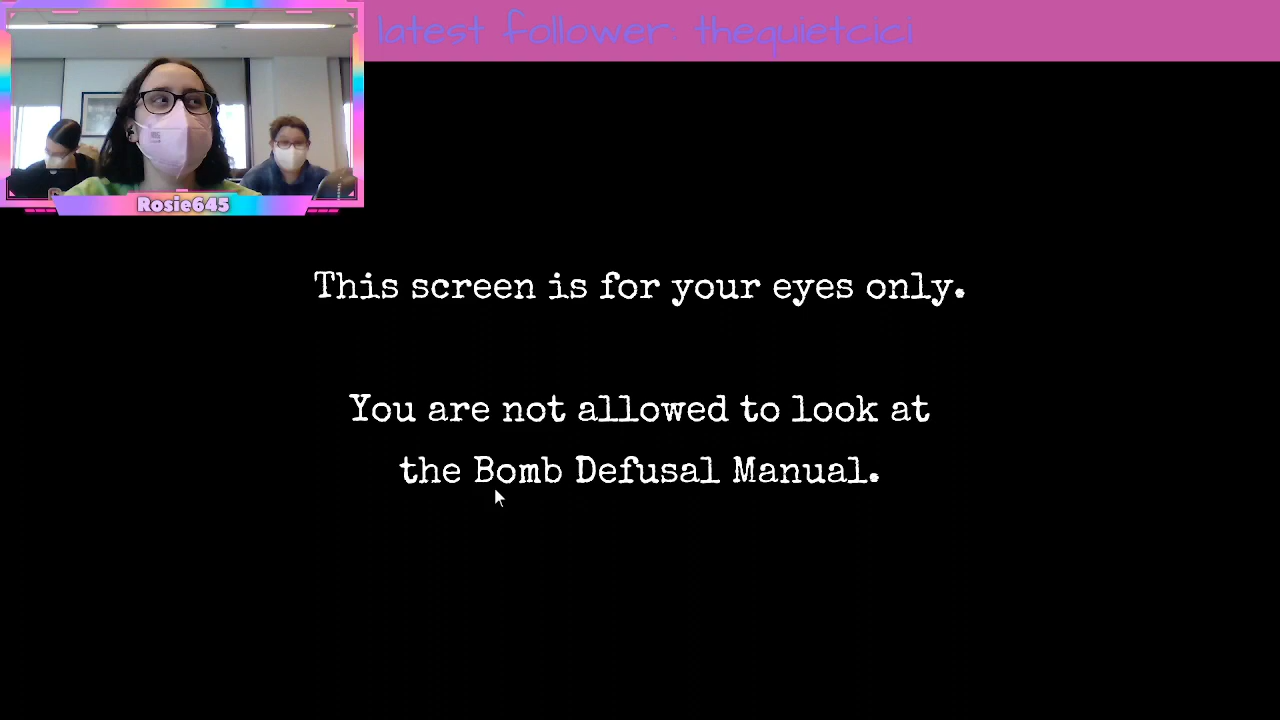 latest follower: thequietcici
Rosie645
This screen is for your eyes only.
You are not allowed to look at
the Bomb Defusal Manual.